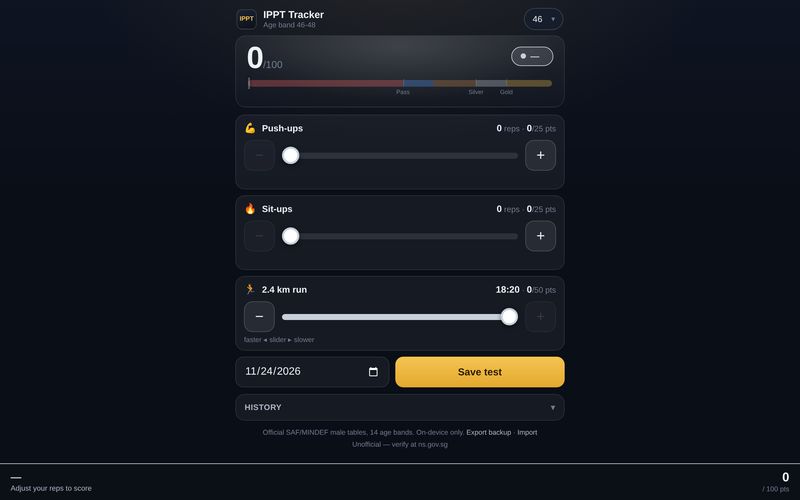 IPPT
IPPT Tracker
Age band 46-48
46
0/100
—
Pass
Silver
Gold
Push-ups
0 reps · 0/25 pts
−
+
Sit-ups
0 reps · 0/25 pts
−
+
2.4 km run
18:20 · 0/50 pts
−
+
faster ◂ slider ▸ slower
11/24/2026
Save test
HISTORY
Official SAF/MINDEF male tables, 14 age bands. On-device only. Export backup · Import
Unofficial — verify at ns.gov.sg
—
Adjust your reps to score
0
/ 100 pts